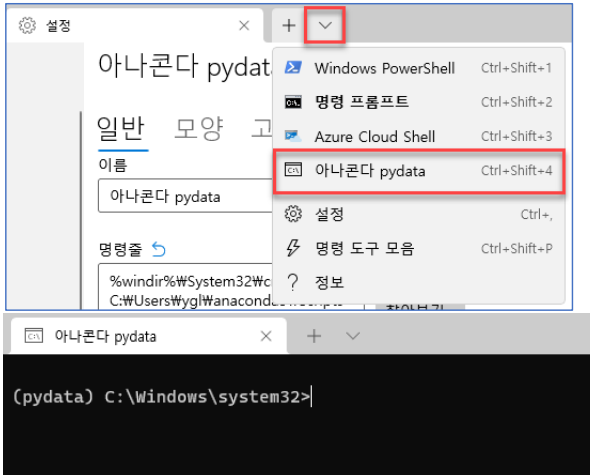 설정
아나콘다 pydat
일반 모양 고
이름
아나콘다 pydata
명령줄
%windir%₩System32₩c
C:₩Users₩ygl₩anaconda
Windows PowerShell Ctrl+Shift+1
명령 프롬프트 Ctrl+Shift+2
Azure Cloud Shell Ctrl+Shift+3
아나콘다 pydata Ctrl+Shift+4
설정 Ctrl+,
명령 도구 모음 Ctrl+Shift+P
정보
아나콘다 pydata
(pydata) C:\Windows\system32>